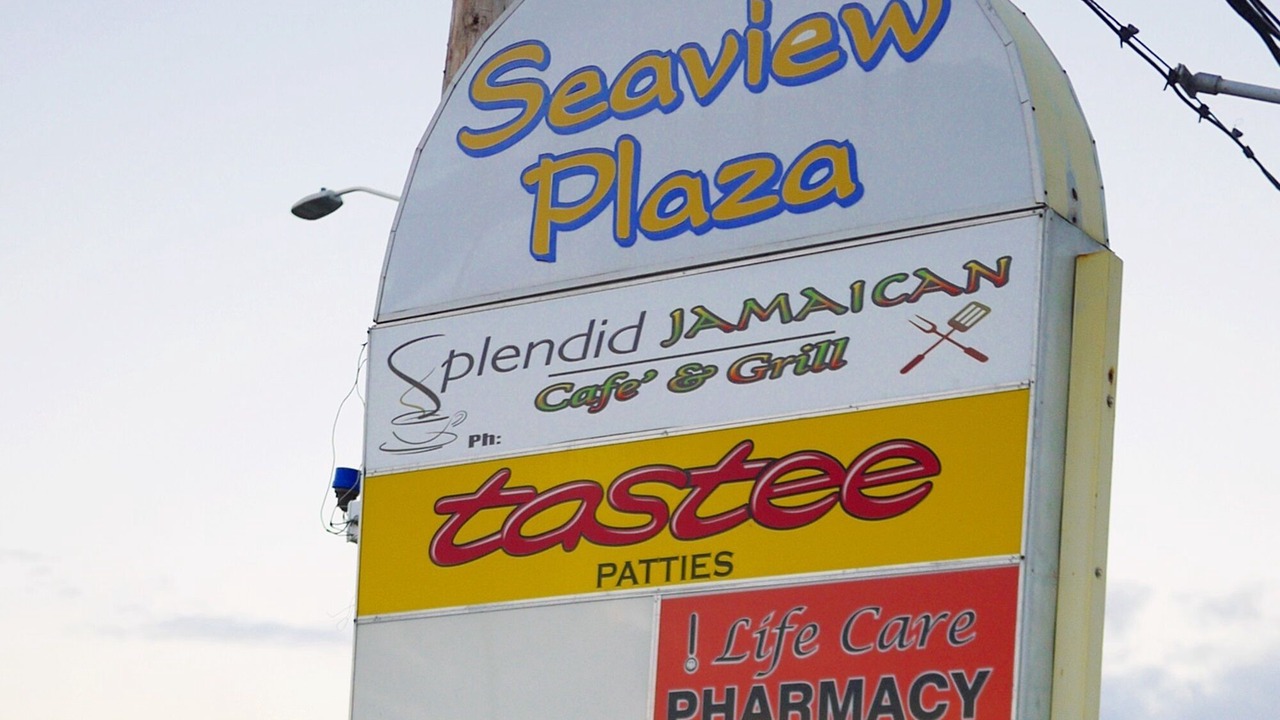 Seaview
Plaza
Splendid JAMAICAN
Cafe' & Grill
Ph:
tastee
PATTIES
! Life Care
PHARMACY